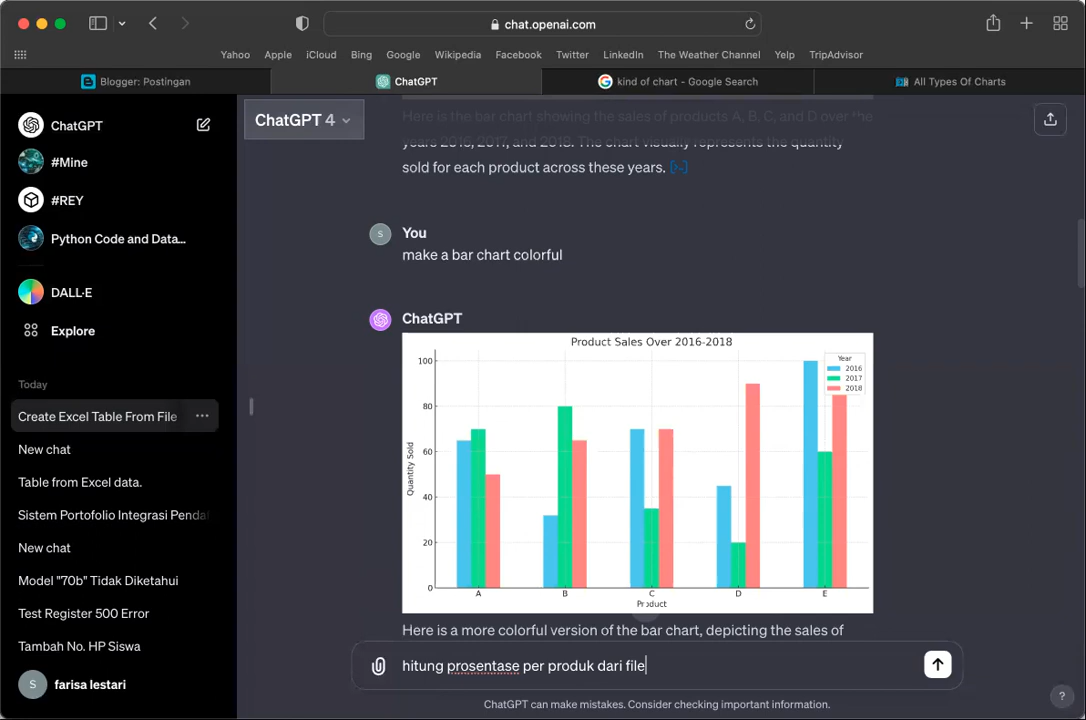 chat.openai.com
Yahoo Apple iCloud Bing Google Wikipedia Facebook Twitter LinkedIn The Weather Channel Yelp TripAdvisor
Blogger: Postingan
ChatGPT
kind of chart - Google Search
All Types Of Charts
ChatGPT
#Mine
#REY
Python Code and Data...
DALL·E
Explore
Today
Create Excel Table From File
New chat
Table from Excel data.
Sistem Portofolio Integrasi Penda
New chat
Model "70b" Tidak Diketahui
Test Register 500 Error
Tambah No. HP Siswa
S
farisa lestari
ChatGPT 4
Here is the bar chart showing the sales of products A, B, C, and D over the
years 2016, 2017, and 2018. The chart visually represents the quantity
sold for each product across these years. [>-]
S
You
make a bar chart colorful
ChatGPT
Product Sales Over 2016-2018
Year
2016
2017
2018
100
80
60
40
20
0
Quantity Sold
A B C D E
Product
Here is a more colorful version of the bar chart, depicting the sales of
hitung prosentase per produk dari file
ChatGPT can make mistakes. Consider checking important information.
?